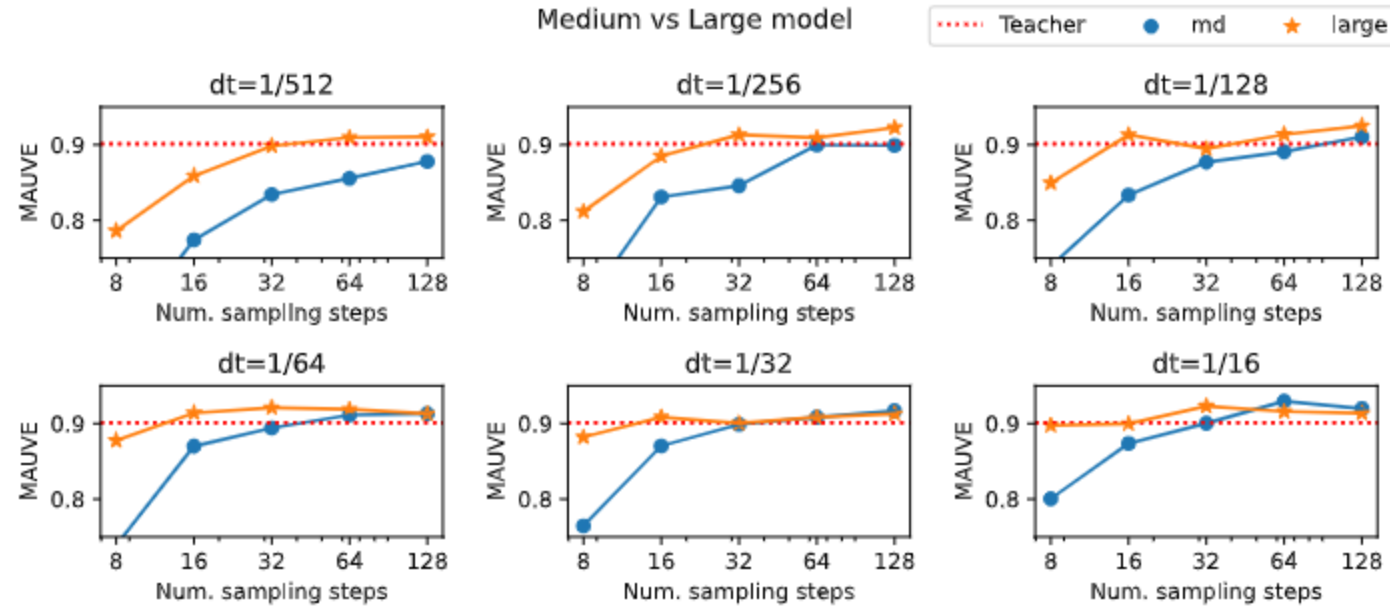 Medium vs Large model
Teacher md large
dt=1/512 dt=1/256 dt=1/128
MAUVE 0.9 0.8 MAUVE 0.9 0.8 MAUVE 0.9 0.8
8 16 32 64 128 8 16 32 64 128 8 16 32 64 128
Num. sampling steps Num. sampling steps Num. sampling steps
dt=1/64 dt=1/32 dt=1/16
MAUVE 0.9 0.8 MAUVE 0.9 0.8 MAUVE 0.9 0.8
8 16 32 64 128 8 16 32 64 128 8 16 32 64 128
Num. sampling steps Num. sampling steps Num. sampling steps